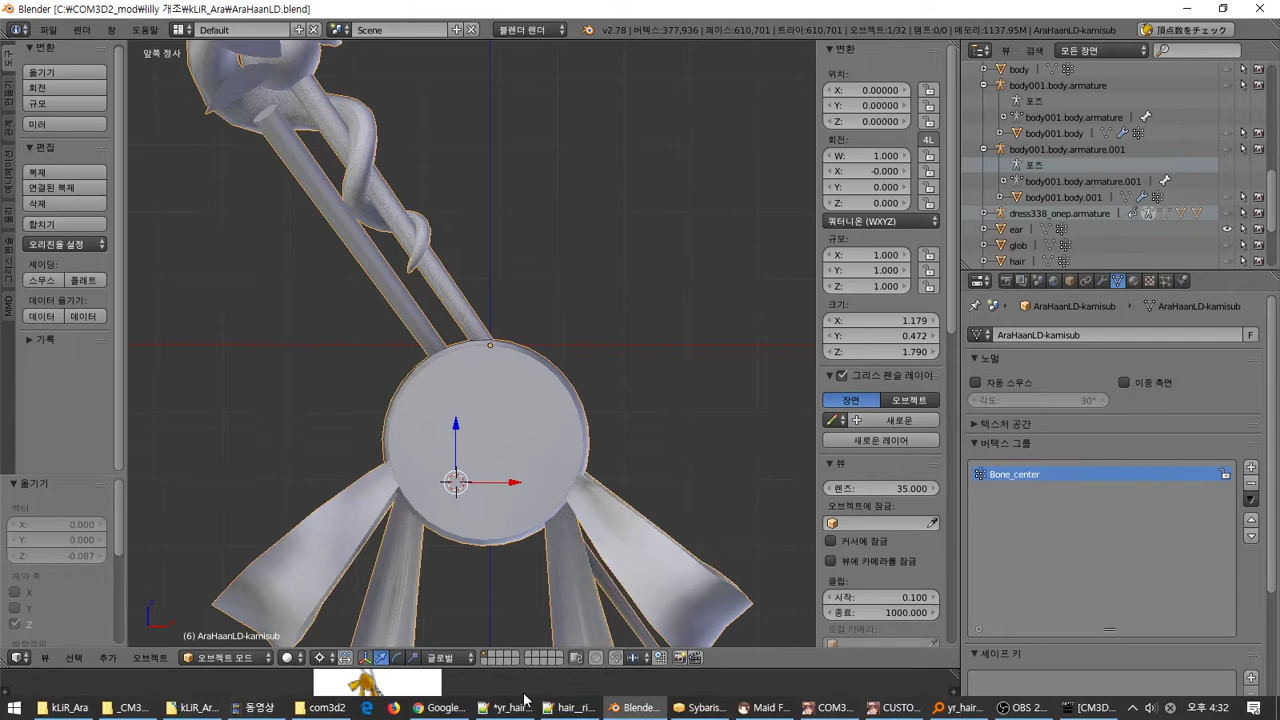 Blender [C:₩COM3D2_mod₩lilly 개조₩kLiR_Ara₩AraHaanLD.blend]
파일 렌더 창 도움말 Default Scene 블렌더 렌더 v2.78 | 버텍스:377,936 | 페이스:610,701 | 트라이:610,701 | 오브젝트:1/32 | 램프:0/0 | 메모리:1137.95M | AraHaanLD-kamisub 頂点数をチェック
앞쪽 정사
변환
옮기기
회전
규모
미러
편집
복제
연결된 복제
삭제
합치기
오리진을 설정
셰이딩:
스무스 플래트
데이터 옮기기:
데이터 데이터
기록
옮기기
벡터
X: 0.000
Y: 0.000
Z: -0.087
제약 축
X
Y
Z
(6) AraHaanLD-kamisub
변환
위치:
X: 0.00000
Y: 0.00000
Z: 0.00000
회전: 4L
W: 1.000
X: -0.000
Y: 0.000
Z: 0.000
쿼터니온 (WXYZ)
규모:
X: 1.000
Y: 1.000
Z: 1.000
크기:
X: 1.179
Y: 0.472
Z: 1.790
그리스 펜슬 레이어
장면 오브젝트
새로운
새로운 레이어
뷰
렌즈: 35.000
오브젝트에 잠금:
커서에 잠금
뷰에 카메라를 잠금
클립:
시작: 0.100
종료: 1000.000
로컬 카메라:
뷰 검색 모든 장면
body
body001.body.armature
포즈
body001.body.armature
body001.body
body001.body.armature.001
포즈
body001.body.armature.001
body001.body.001
dress338_onep.armature
ear
glob
hair
AraHaanLD-kamisub AraHaanLD-kamisub
AraHaanLD-kamisub F
노멀
자동 스무스 이중 측면
각도: 30°
텍스처 공간
버텍스 그룹
Bone_center
셰이프 키
뷰 선택 추가 오브젝트 오브젝트 모드 글로벌
kLiR_Ara _CM3... kLiR_Ar... 동영상 com3d2 Google... *yr_hair... hair_ri... Blende... Sybaris... Maid F... COM3... CUSTO... yr_hair... OBS 2... [CM3D... 오후 4:32